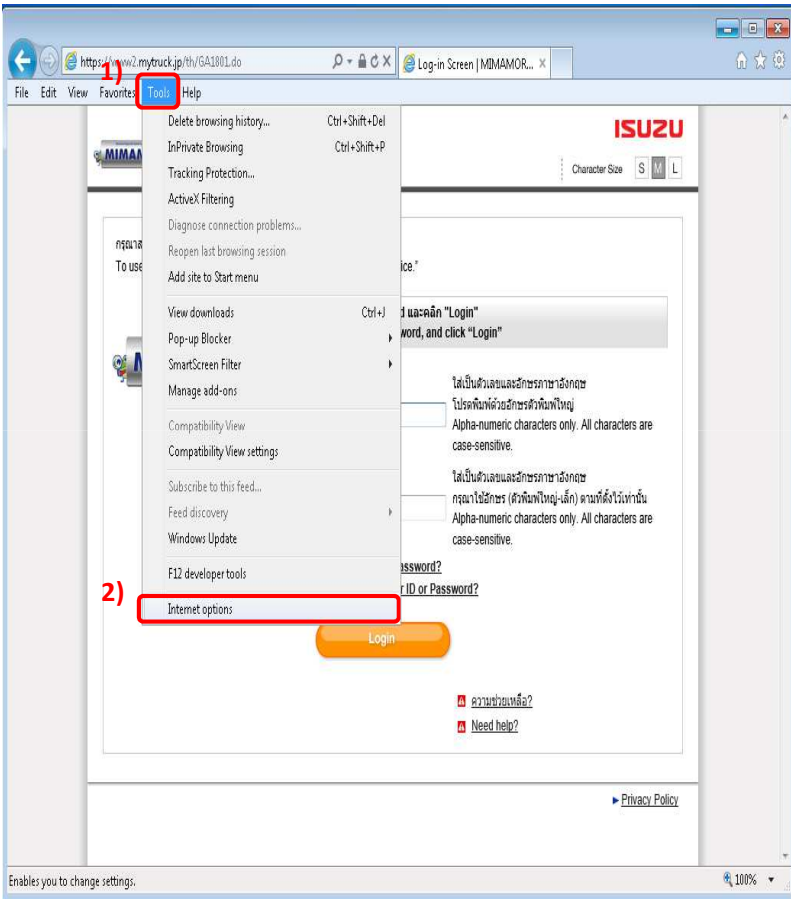 https://www2.mytruck.jp/th/GA1801.do
Log-in Screen | MIMAMOR...
1)
File Edit View Favorites Tools Help
Delete browsing history... Ctrl+Shift+Del
InPrivate Browsing Ctrl+Shift+P
Tracking Protection...
ActiveX Filtering
Diagnose connection problems...
Reopen last browsing session
Add site to Start menu
View downloads Ctrl+J
Pop-up Blocker
SmartScreen Filter
Manage add-ons
Compatibility View
Compatibility View settings
Subscribe to this feed...
Feed discovery
Windows Update
F12 developer tools
2)
Internet options
ISUZU
MIMAM
Character Size S M L
กรุณาส
To use
ice."
และคลิก "Login"
word, and click “Login”
ใส่เป็นตัวเลขและอักษรภาษาอังกฤษ
โปรดพิมพ์ด้วยอักษรตัวพิมพ์ใหญ่
Alpha-numeric characters only. All characters are
case-sensitive.
ใส่เป็นตัวเลขและอักษรภาษาอังกฤษ
กรุณาใช้อักษร (ตัวพิมพ์ใหญ่-เล็ก) ตามที่ตั้งไว้เท่านั้น
Alpha-numeric characters only. All characters are
case-sensitive.
assword?
r ID or Password?
Login
ความช่วยเหลือ?
Need help?
Privacy Policy
Enables you to change settings.
100%